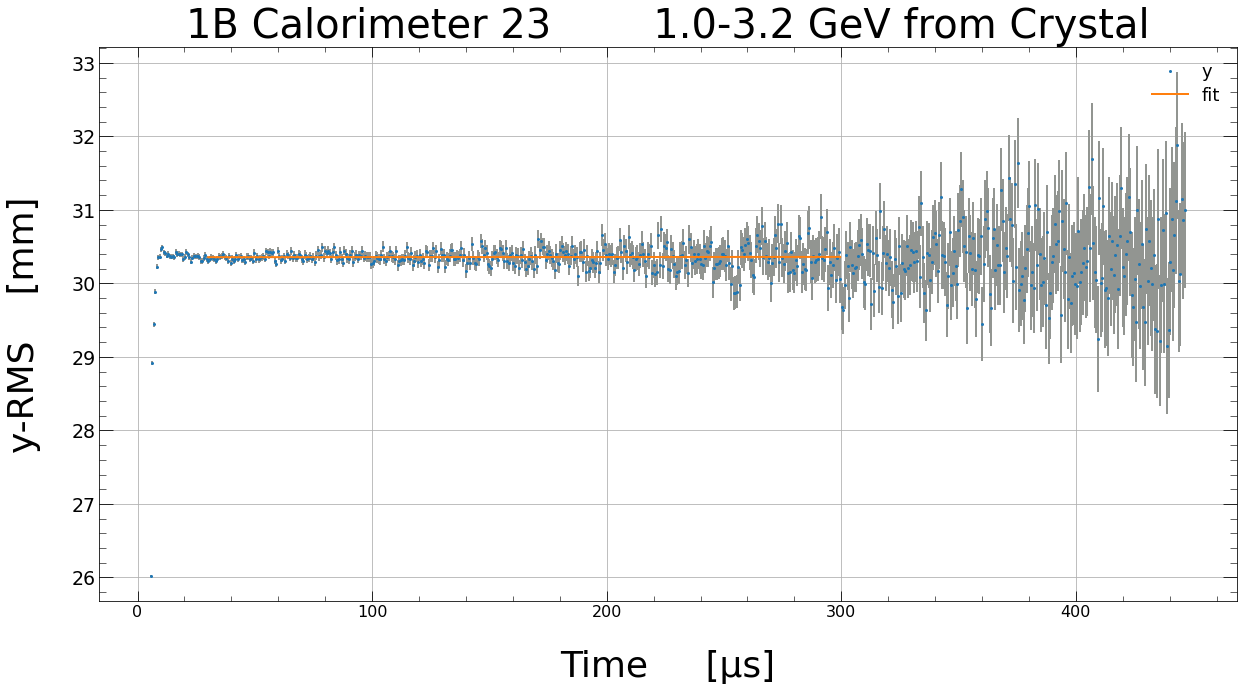 1B Calorimeter 23 1.0-3.2 GeV from Crystal
y
fit
33
32
31
30
29
28
27
26
y-RMS [mm]
0 100 200 300 400
Time [μs]